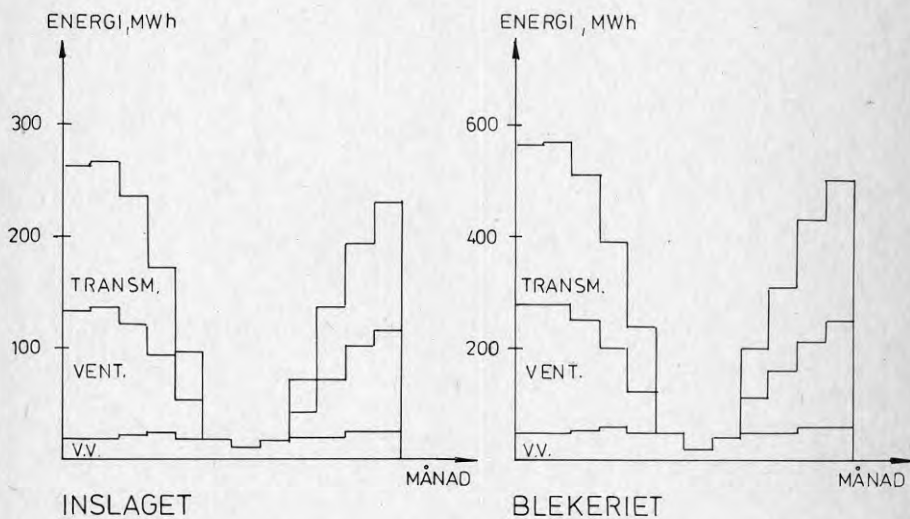 ENERGI, MWh
300
200
100
TRANSM.
VENT.
V.V.
MÅNAD
INSLAGET
ENERGI, MWh
600
400
200
TRANSM.
VENT.
V.V.
MÅNAD
BLEKERIET